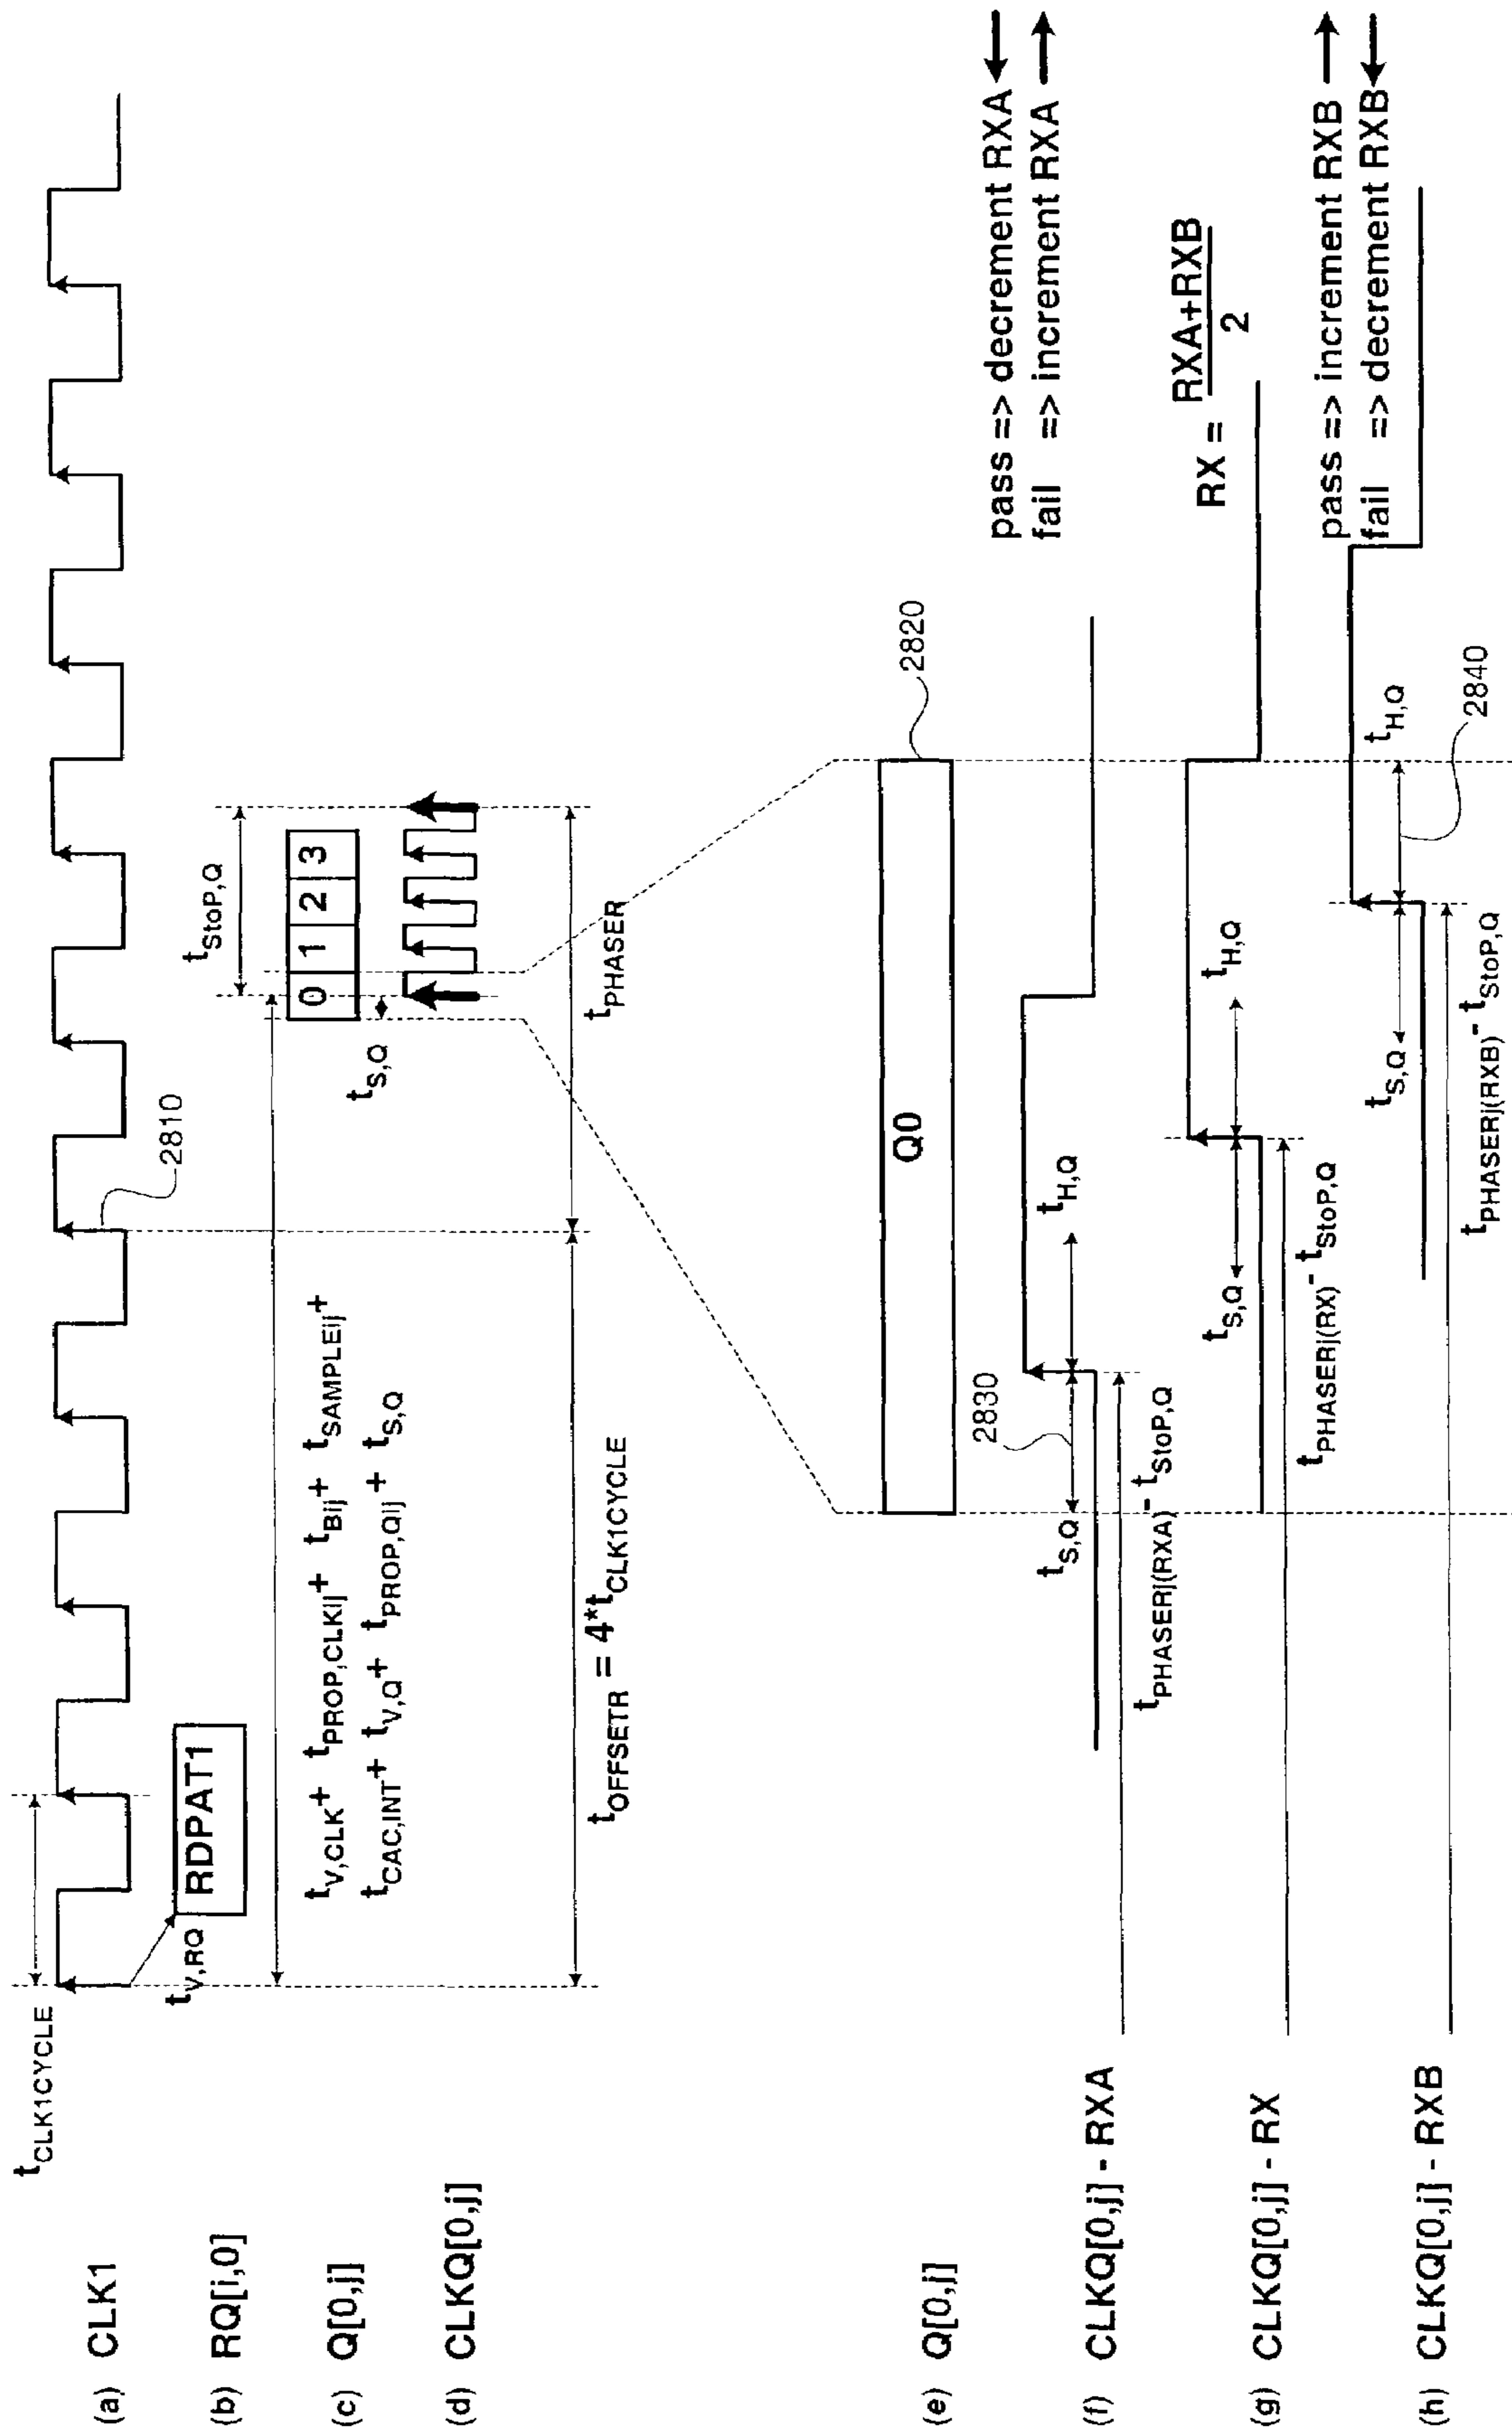 tCLK1CYCLE
(a) CLK1
2810
tV,RQ
(b) RQ[i,0]
RDPAT1
tStoP,Q
(c) Q[0,j]
tV,CLK+ tPROP,CLKij+ tBij+ tSAMPLEij+
tCAC,INT+ tV,Q+ tPROP,Qij+ tS,Q
0 1 2 3
tS,Q
(d) CLKQ[0,j]
tOFFSETR = 4*tCLK1CYCLE
tPHASER
(e) Q[0,j]
Q0
2820
pass => decrement RXA
fail => increment RXA
(f) CLKQ[0,j] - RXA
2830
tS,Q
tH,Q
tPHASERj(RXA)- tStoP,Q
RX = RXA+RXB
2
(g) CLKQ[0,j] - RX
tS,Q
tH,Q
tPHASERj(RX)- tStoP,Q
pass => increment RXB
fail => decrement RXB
(h) CLKQ[0,j] - RXB
tS,Q
tH,Q
2840
tPHASERj(RXB)- tStoP,Q